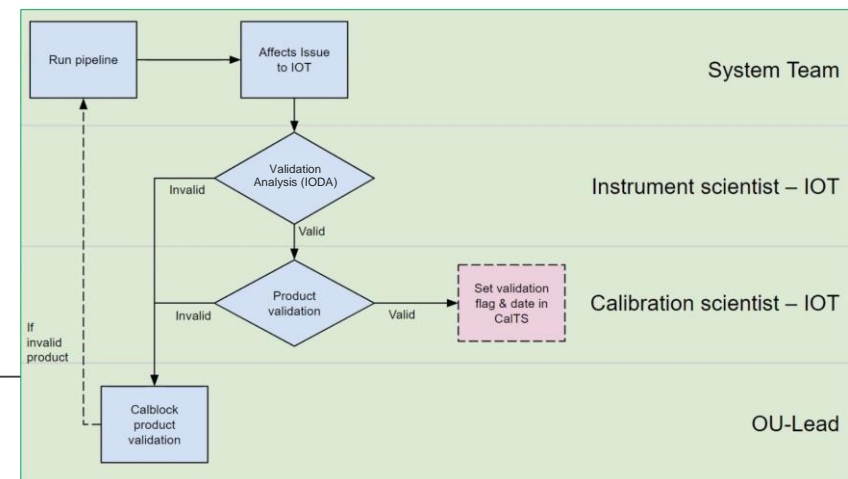 Run pipeline
Affects Issue
to IOT
System Team
Validation
Analysis (IODA)
Invalid
Instrument scientist – IOT
Valid
Product
validation
Invalid
Valid
Set validation
flag & date in
CalTS
Calibration scientist – IOT
If
invalid
product
Calblock
product
validation
OU-Lead